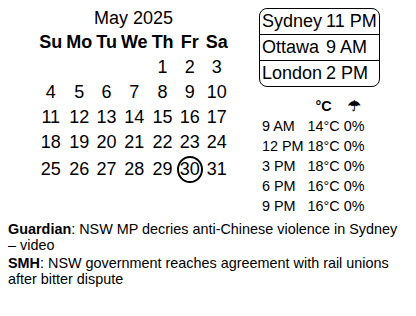 May 2025
Su Mo Tu We Th Fr Sa
1 2 3
4 5 6 7 8 9 10
11 12 13 14 15 16 17
18 19 20 21 22 23 24
25 26 27 28 29 30 31
Sydney 11 PM
Ottawa 9 AM
London 2 PM
°C ☂
9 AM 14°C 0%
12 PM 18°C 0%
3 PM 18°C 0%
6 PM 16°C 0%
9 PM 16°C 0%
Guardian: NSW MP decries anti-Chinese violence in Sydney
– video
SMH: NSW government reaches agreement with rail unions
after bitter dispute